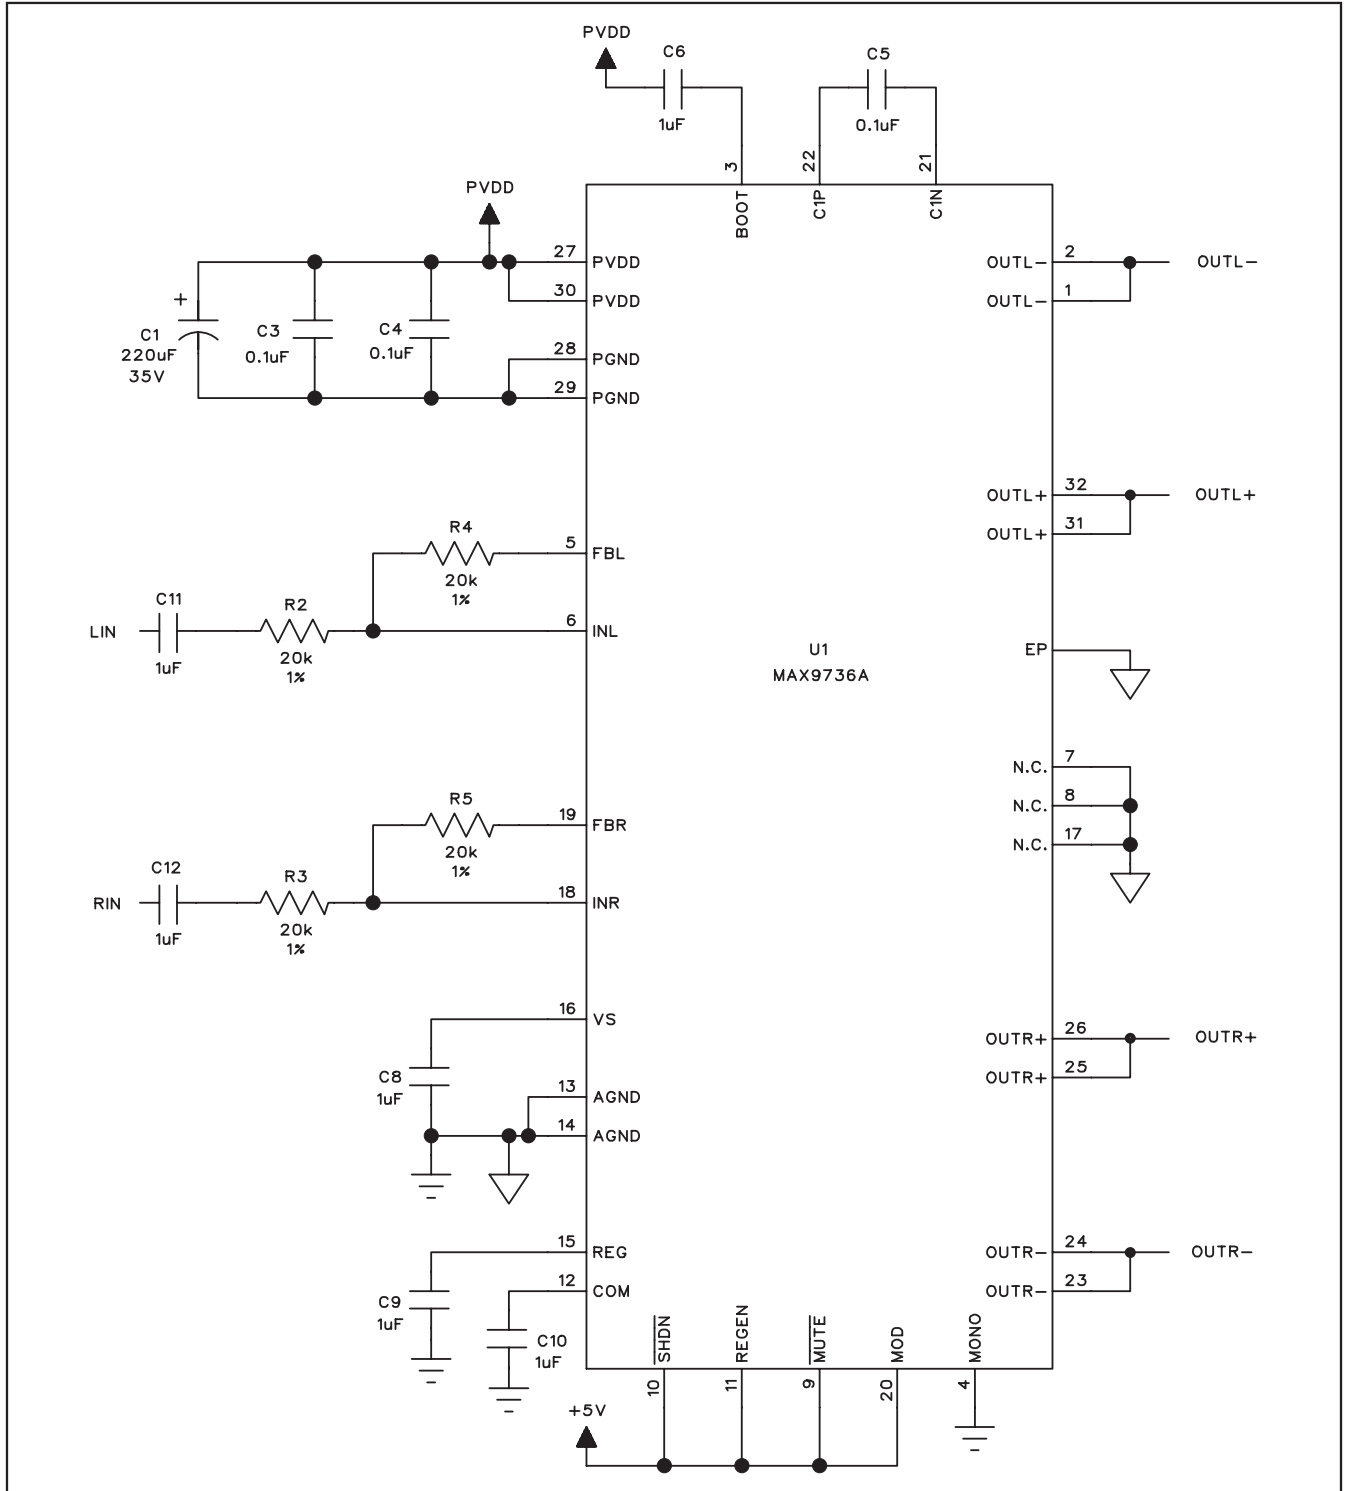 PVDD
C6
1uF
C5
0.1uF
3
22
21
BOOT
C1P
C1N
PVDD
27
PVDD
30
PVDD
28
PGND
29
PGND
+
C1
220uF
35V
C3
0.1uF
C4
0.1uF
OUTL-
2
OUTL-
OUTL-
1
OUTL+
32
OUTL+
OUTL+
31
R4
20k
1%
5
FBL
LIN
C11
1uF
R2
20k
1%
6
INL
U1
MAX9736A
EP
N.C.
7
N.C.
8
N.C.
17
R5
20k
1%
19
FBR
RIN
C12
1uF
R3
20k
1%
18
INR
16
VS
C8
1uF
13
AGND
14
AGND
OUTR+
26
OUTR+
OUTR+
25
15
REG
12
COM
C9
1uF
C10
1uF
OUTR-
24
OUTR-
OUTR-
23
SHDN
REGEN
MUTE
MOD
MONO
10
11
9
20
4
+5V